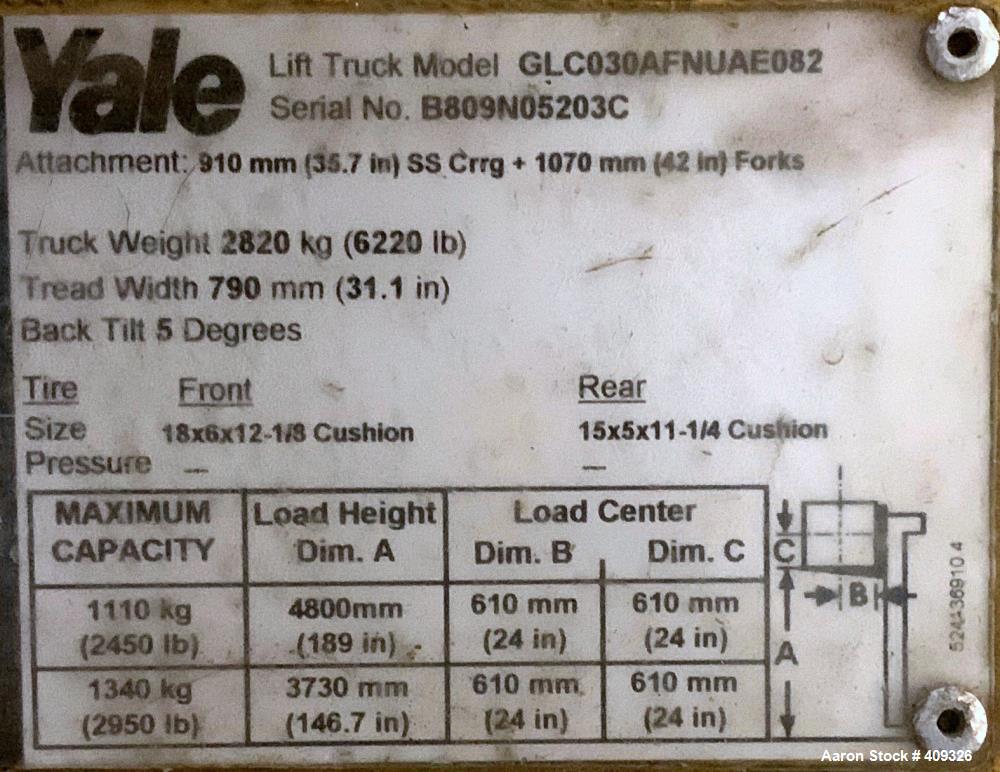 Yale
Lift Truck Model GLC030AFNUAE082
Serial No. B809N05203C
Attachment: 910 mm (35.7 in) SS Crrg + 1070 mm (42 in) Forks
Truck Weight 2820 kg (6220 lb)
Tread Width 790 mm (31.1 in)
Back Tilt 5 Degrees
Tire Front Rear
Size 18x6x12-1/8 Cushion 15x5x11-1/4 Cushion
Pressure — —
MAXIMUM CAPACITY Load Height Dim. A Load Center Dim. B Dim. C
1110 kg 4800mm 610 mm 610 mm
(2450 lb) (189 in) (24 in) (24 in)
1340 kg 3730 mm 610 mm 610 mm
(2950 lb) (146.7 in) (24 in) (24 in)
C
B
A
524436910 4
Aaron Stock # 409326